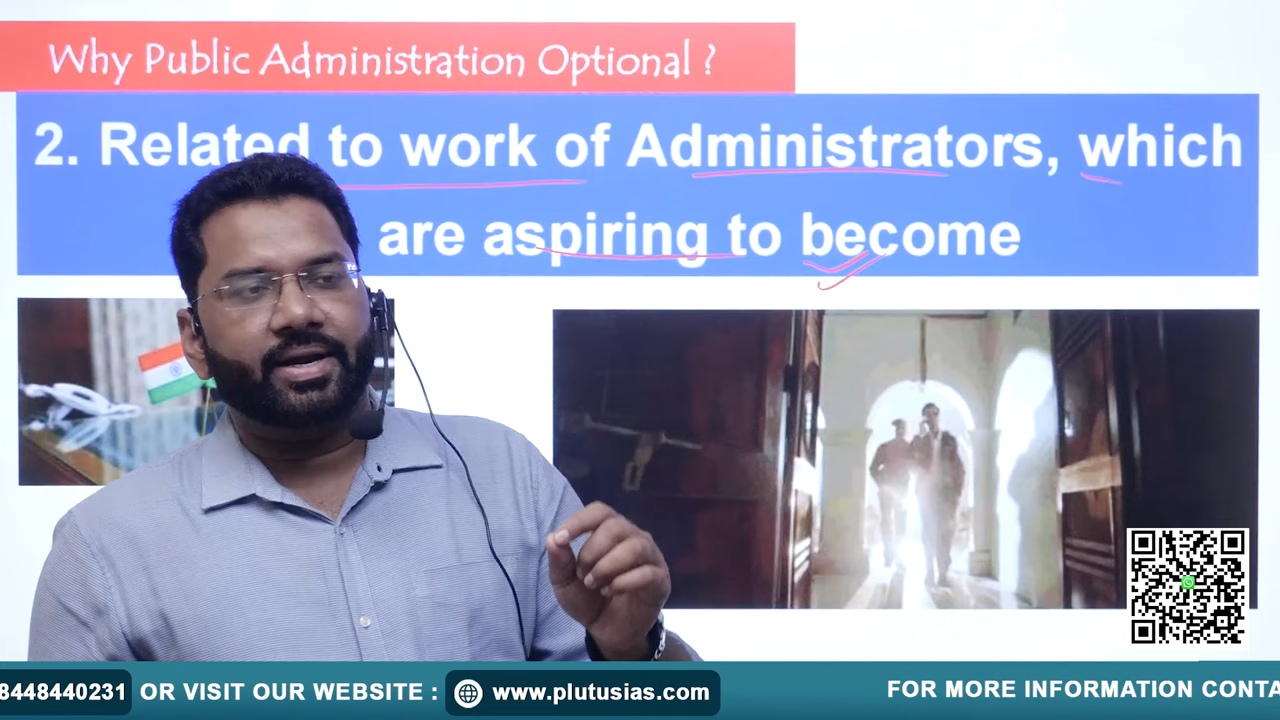 Why Public Administration Optional ?
2. Related to work of Administrators, which
are aspiring to become
8448440231 OR VISIT OUR WEBSITE : www.plutusias.com FOR MORE INFORMATION CONTA